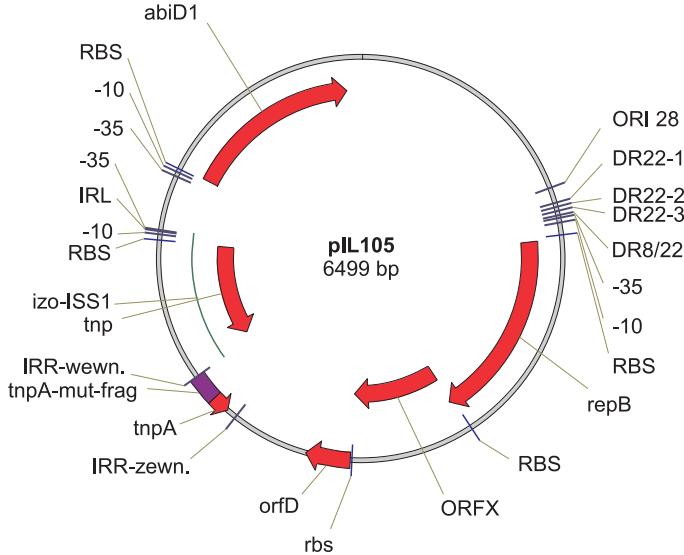 abiD1
RBS
-10
-35
-35
IRL
-10
RBS
izo-ISS1
tnp
IRR-wewn.
tnpA-mut-frag
tnpA
IRR-zewn.
orfD
rbs
pIL105
6499 bp
ORI 28
DR22-1
DR22-2
DR22-3
DR8/22
-35
-10
RBS
repB
RBS
ORFX